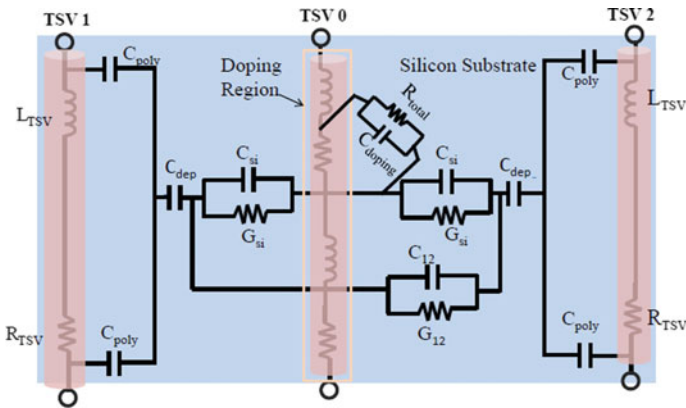 TSV 1
TSV 0
TSV 2
C_poly
Doping
Region
Silicon Substrate
C_poly
L_TSV
R_total
C_doping
L_TSV
C_dep
C_si
C_si
C_dep
G_si
G_si
C_12
R_TSV
C_poly
G_12
C_poly
R_TSV